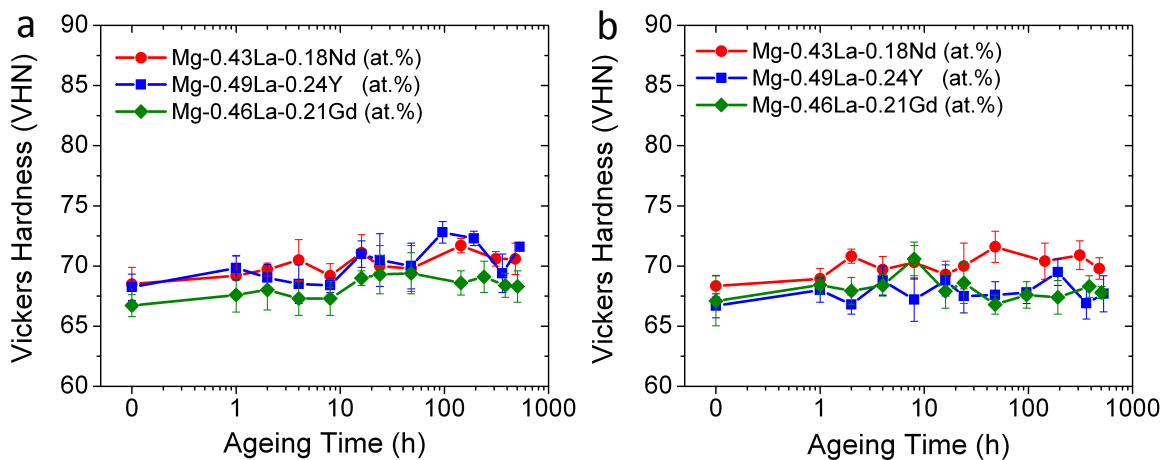 a
90
85
80
75
70
65
60
Vickers Hardness (VHN)
Mg-0.43La-0.18Nd (at.%)
Mg-0.49La-0.24Y (at.%)
Mg-0.46La-0.21Gd (at.%)
0 1 10 100 1000
Ageing Time (h)
b
90
85
80
75
70
65
60
Vickers Hardness (VHN)
Mg-0.43La-0.18Nd (at.%)
Mg-0.49La-0.24Y (at.%)
Mg-0.46La-0.21Gd (at.%)
0 1 10 100 1000
Ageing Time (h)